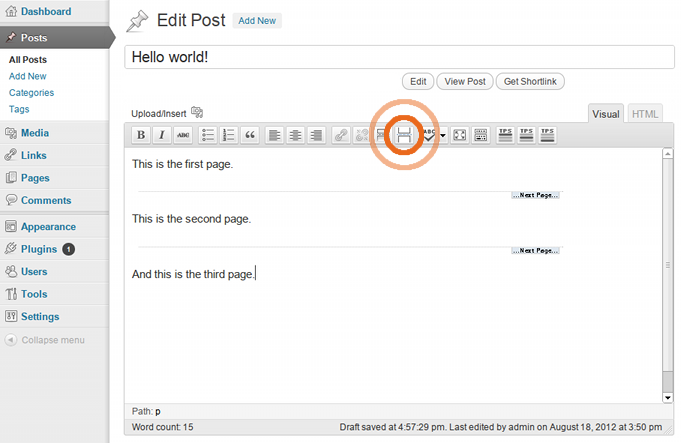 Dashboard
Posts
All Posts
Add New
Categories
Tags
Media
Links
Pages
Comments
Appearance
Plugins 1
Users
Tools
Settings
Collapse menu
Edit Post Add New
Hello world!
Edit View Post Get Shortlink
Upload/Insert
Visual HTML
B I ABC ABC TPS TPS TPS
This is the first page.
...Next Page...
This is the second page.
...Next Page...
And this is the third page.
Path: p
Word count: 15 Draft saved at 4:57:29 pm. Last edited by admin on August 18, 2012 at 3:50 pm